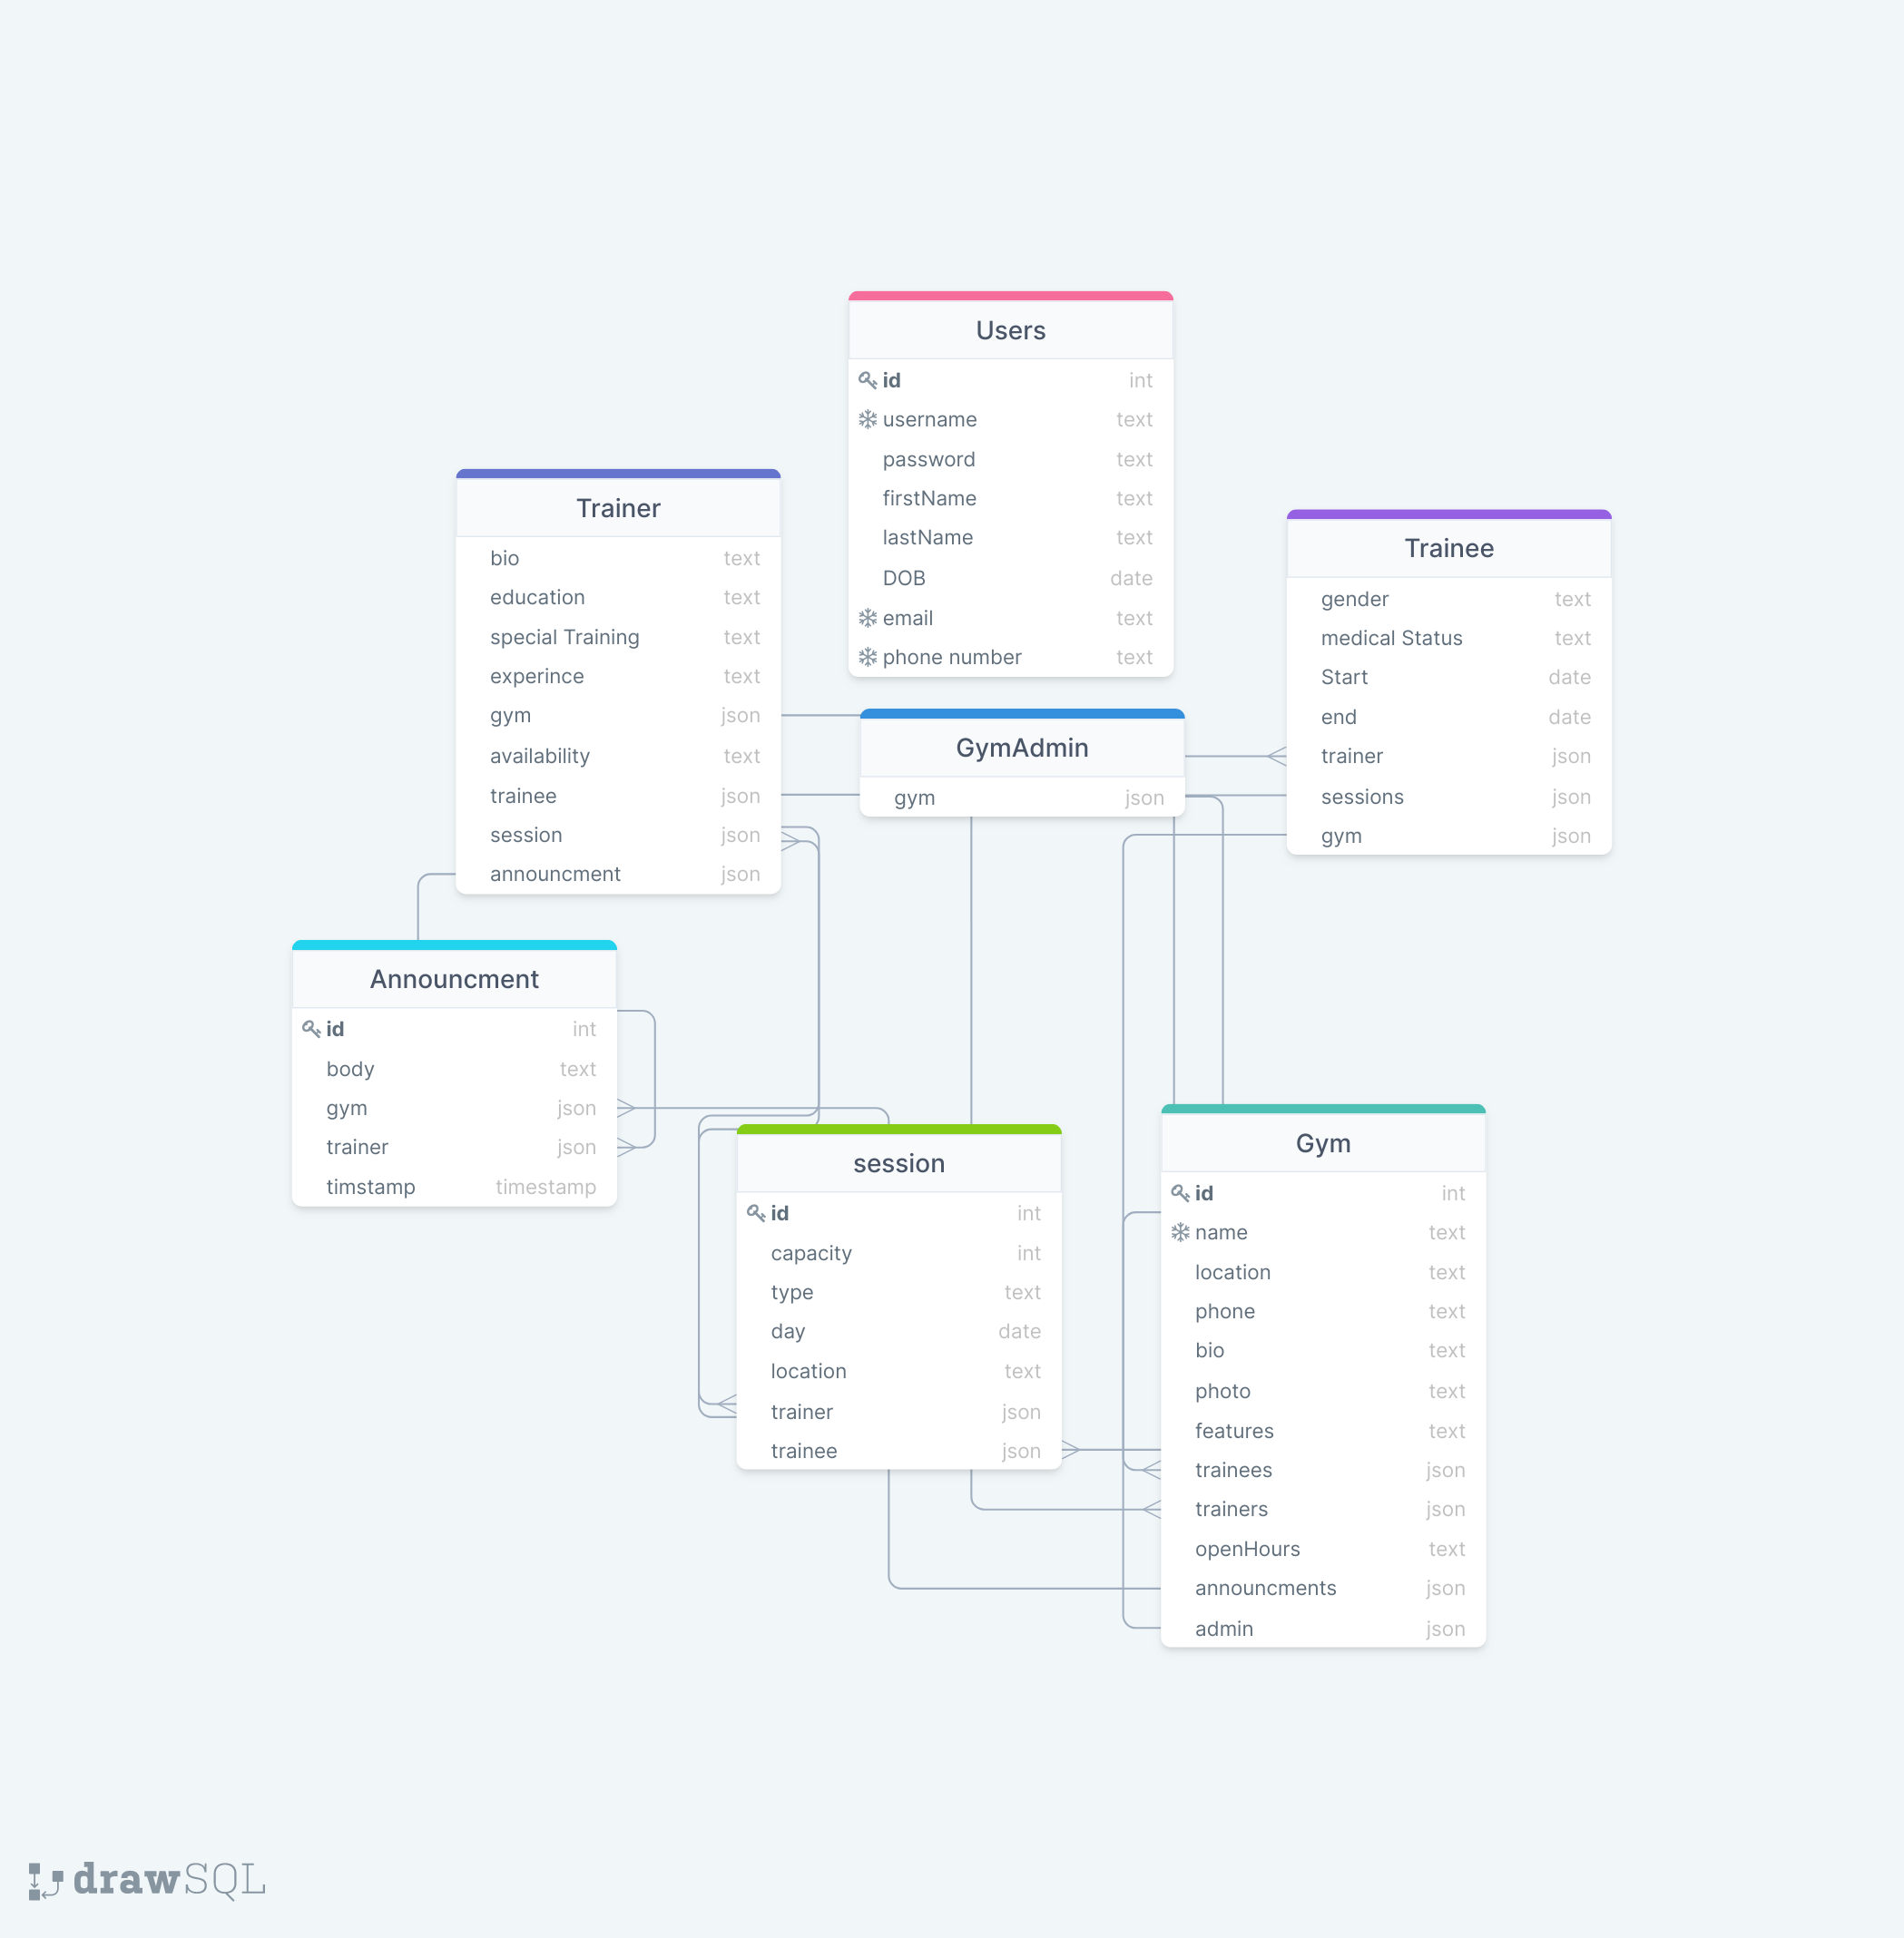 Users
id int
username text
password text
firstName text
lastName text
DOB date
email text
phone number text
Trainer
bio text
education text
special Training text
experince text
gym json
availability text
trainee json
session json
announcment json
Trainee
gender text
medical Status text
Start date
end date
trainer json
sessions json
gym json
GymAdmin
gym json
Announcment
id int
body text
gym json
trainer json
timstamp timestamp
session
id int
capacity int
type text
day date
location text
trainer json
trainee json
Gym
id int
name text
location text
phone text
bio text
photo text
features text
trainees json
trainers json
openHours text
announcments json
admin json
drawSQL